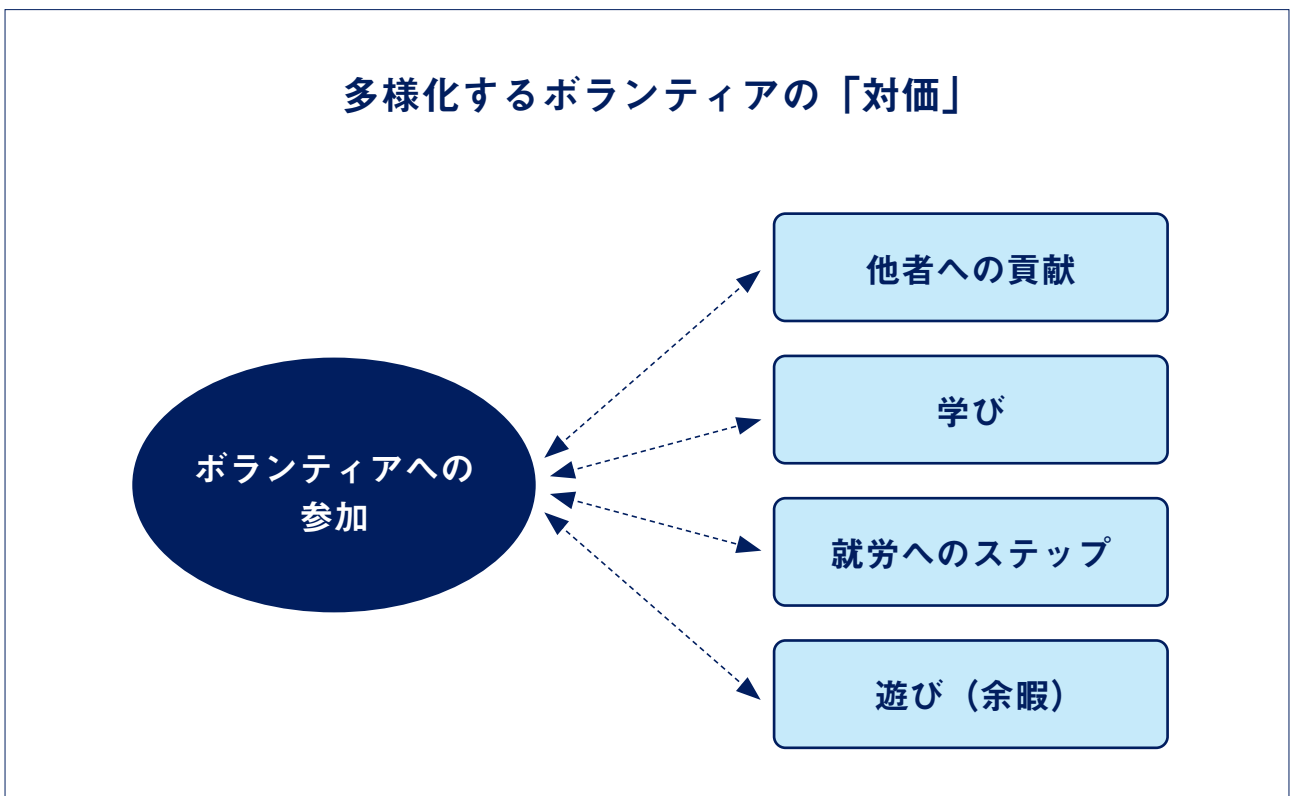 多様化するボランティアの「対価」
ボランティアへの
参加
他者への貢献
学び
就労へのステップ
遊び（余暇）